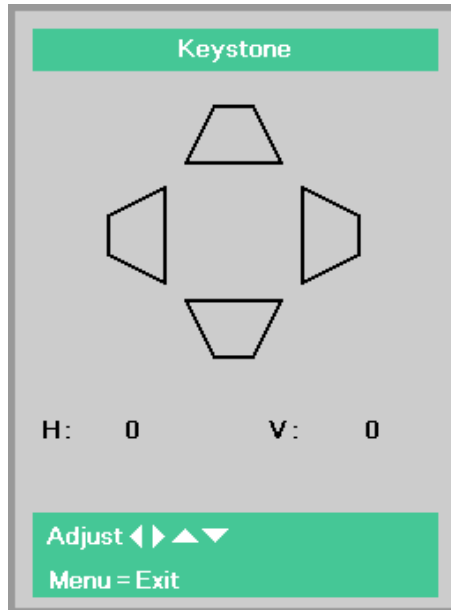 Keystone
H: 0 V: 0
Adjust ◀ ▶ ▲ ▼
Menu = Exit